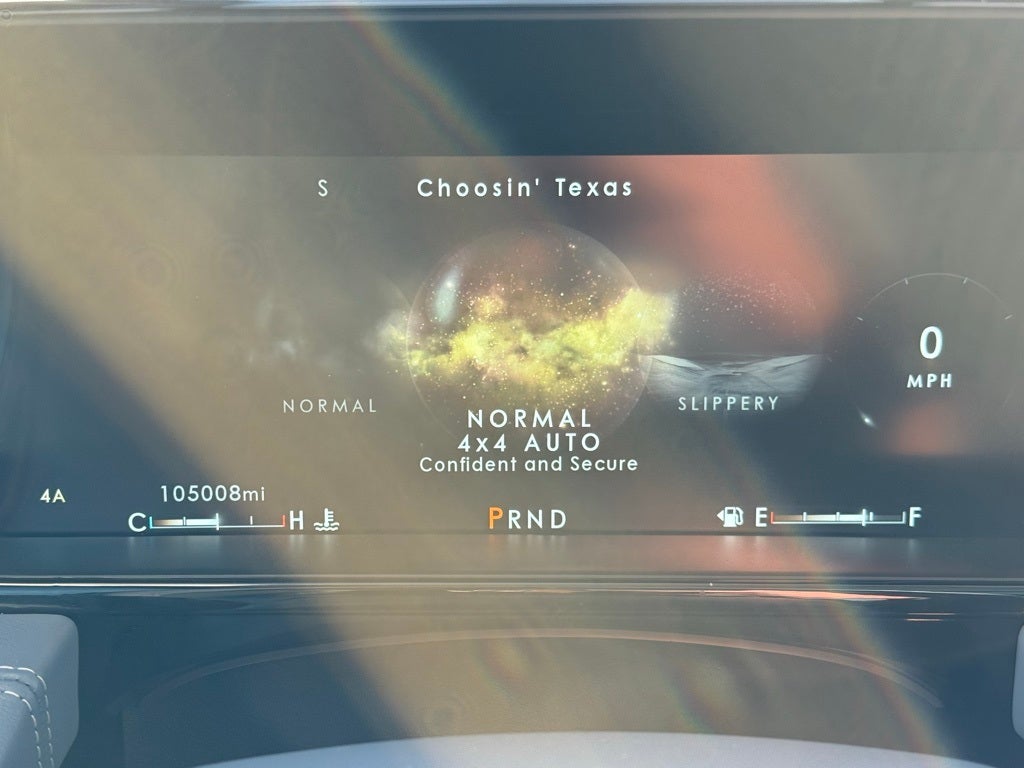 S Choosin' Texas
NORMAL
NORMAL
4x4 AUTO
Confident and Secure
SLIPPERY
0
MPH
4A
105008mi
C H
PRND
E F